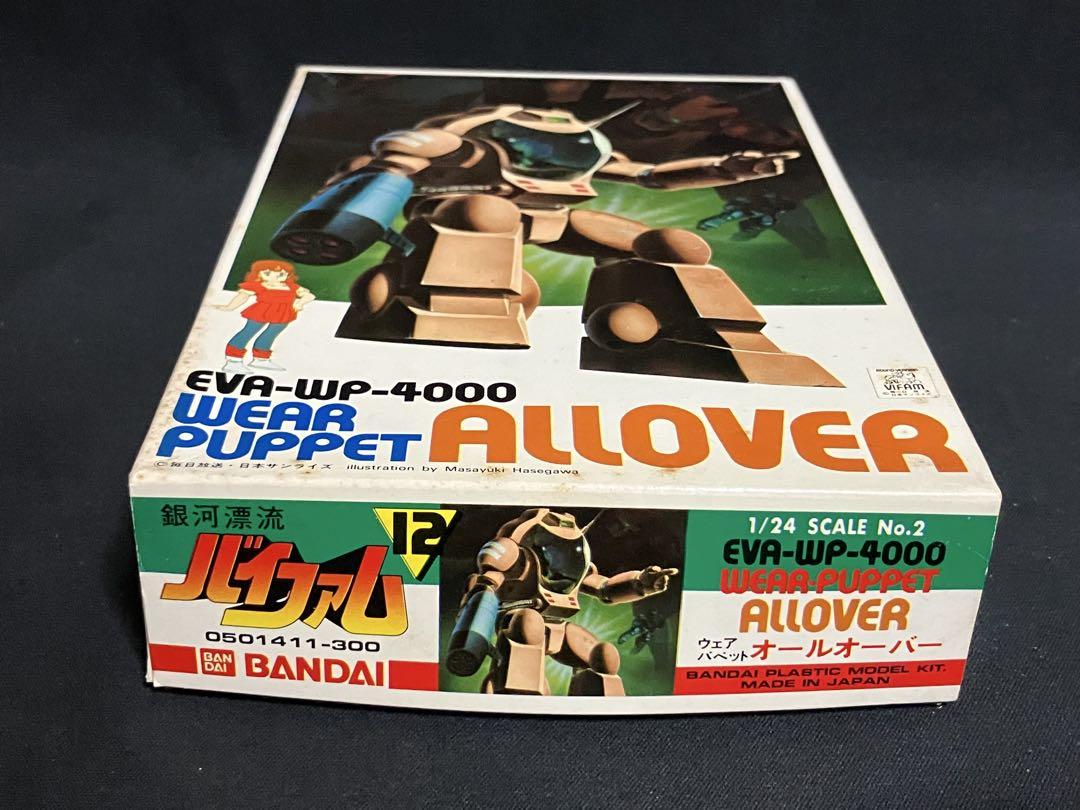 EVA-WP-4000
WEAR
PUPPET
ALLOVER
VIFAM
©毎日放送・日本サンライズ illustration by Masayuki Hasegawa
銀河漂流
バイファム
12
0501411-300
BAN
DAI
BANDAI
1/24 SCALE No.2
EVA-WP-4000
WEAR-PUPPET
ALLOVER
ウェア
パペット
オールオーバー
BANDAI PLASTIC MODEL KIT.
MADE IN JAPAN